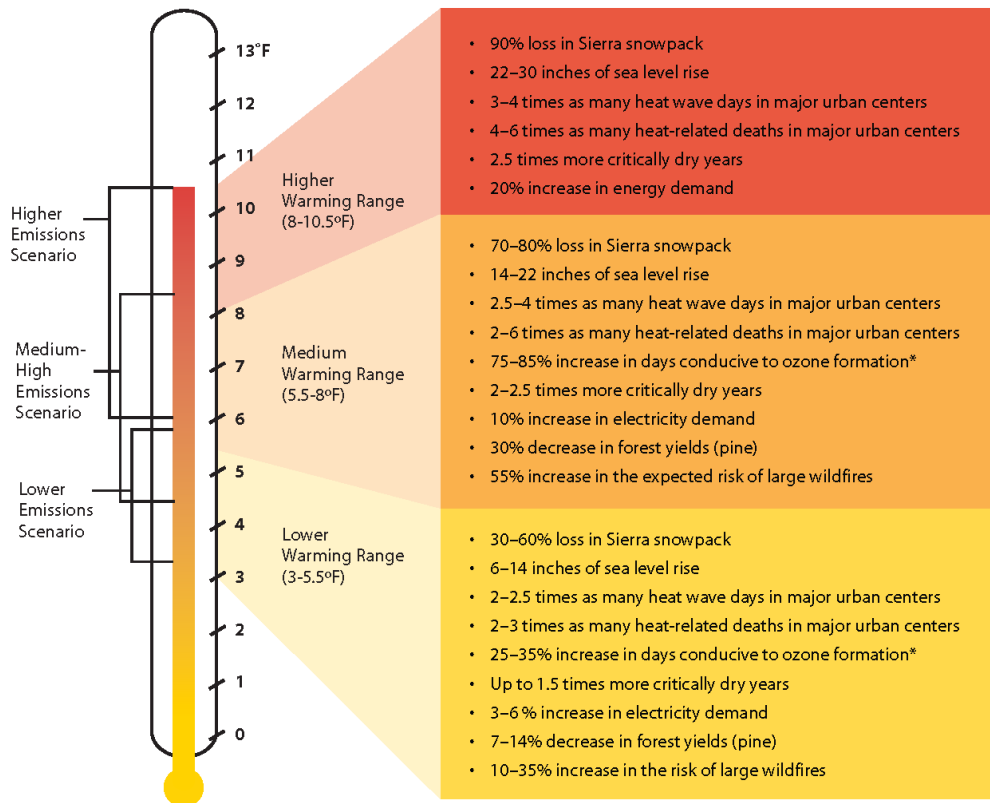 13°F
12
11
10
9
8
7
6
5
4
3
2
1
0
Higher
Emissions
Scenario
Medium-
High
Emissions
Scenario
Lower
Emissions
Scenario
Higher
Warming Range
(8-10.5ºF)
Medium
Warming Range
(5.5-8ºF)
Lower
Warming Range
(3-5.5ºF)
• 90% loss in Sierra snowpack
• 22–30 inches of sea level rise
• 3–4 times as many heat wave days in major urban centers
• 4–6 times as many heat-related deaths in major urban centers
• 2.5 times more critically dry years
• 20% increase in energy demand
• 70–80% loss in Sierra snowpack
• 14–22 inches of sea level rise
• 2.5–4 times as many heat wave days in major urban centers
• 2–6 times as many heat-related deaths in major urban centers
• 75–85% increase in days conducive to ozone formation*
• 2–2.5 times more critically dry years
• 10% increase in electricity demand
• 30% decrease in forest yields (pine)
• 55% increase in the expected risk of large wildfires
• 30–60% loss in Sierra snowpack
• 6–14 inches of sea level rise
• 2–2.5 times as many heat wave days in major urban centers
• 2–3 times as many heat-related deaths in major urban centers
• 25–35% increase in days conducive to ozone formation*
• Up to 1.5 times more critically dry years
• 3–6 % increase in electricity demand
• 7–14% decrease in forest yields (pine)
• 10–35% increase in the risk of large wildfires